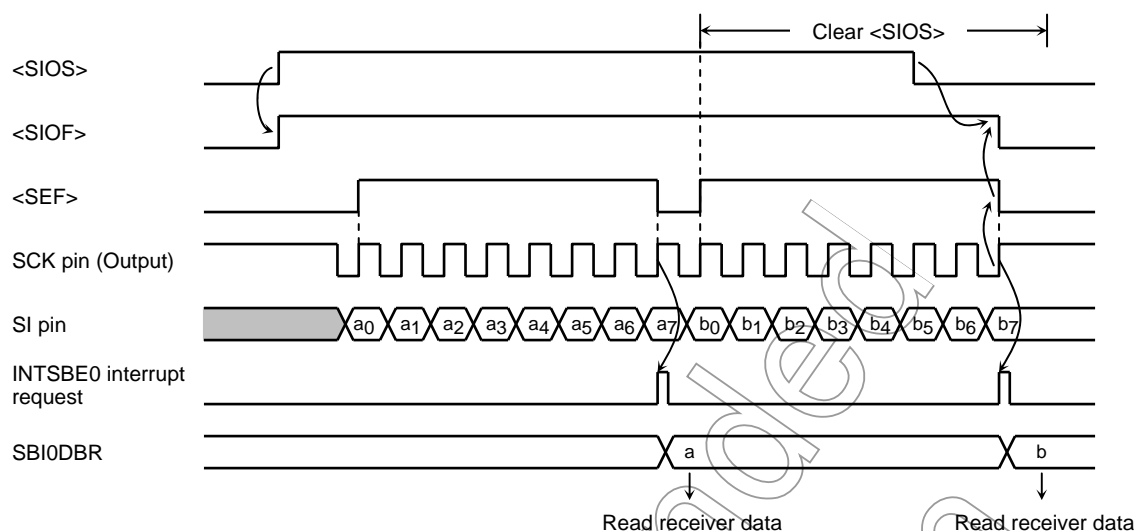 Clear <SIOS>
<SIOS>
<SIOF>
<SEF>
SCK pin (Output)
SI pin
a0 a1 a2 a3 a4 a5 a6 a7 b0 b1 b2 b3 b4 b5 b6 b7
INTSBE0 interrupt
request
SBI0DBR
a
b
Read receiver data
Read receiver data